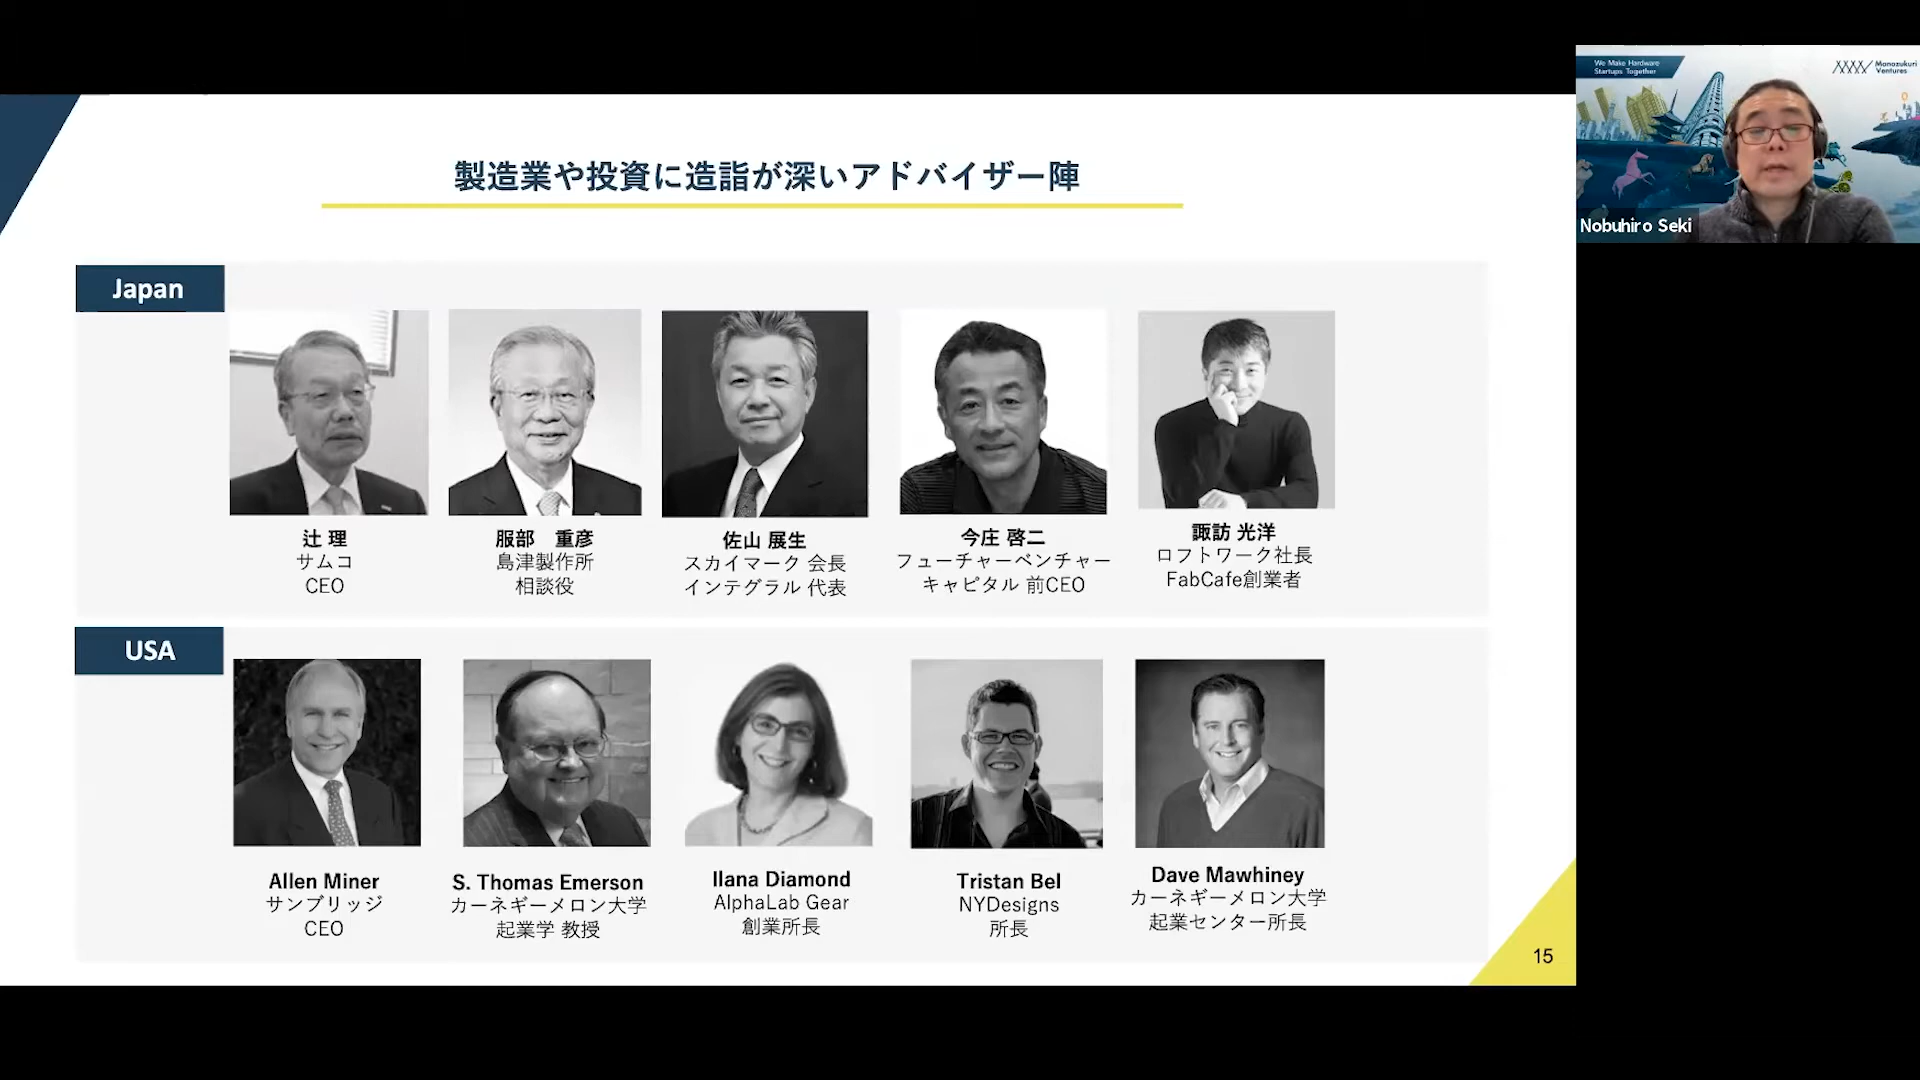 We Make Hardware
Startups Together
Monozukuri
Ventures
Nobuhiro Seki
製造業や投資に造詣が深いアドバイザー陣
Japan
辻 理
サムコ
CEO
服部　重彦
島津製作所
相談役
佐山 展生
スカイマーク 会長
インテグラル 代表
今庄 啓二
フューチャーベンチャー
キャピタル 前CEO
諏訪 光洋
ロフトワーク社長
FabCafe創業者
USA
Allen Miner
サンブリッジ
CEO
S. Thomas Emerson
カーネギーメロン大学
起業学 教授
Ilana Diamond
AlphaLab Gear
創業所長
Tristan Bel
NYDesigns
所長
Dave Mawhiney
カーネギーメロン大学
起業センター所長
15